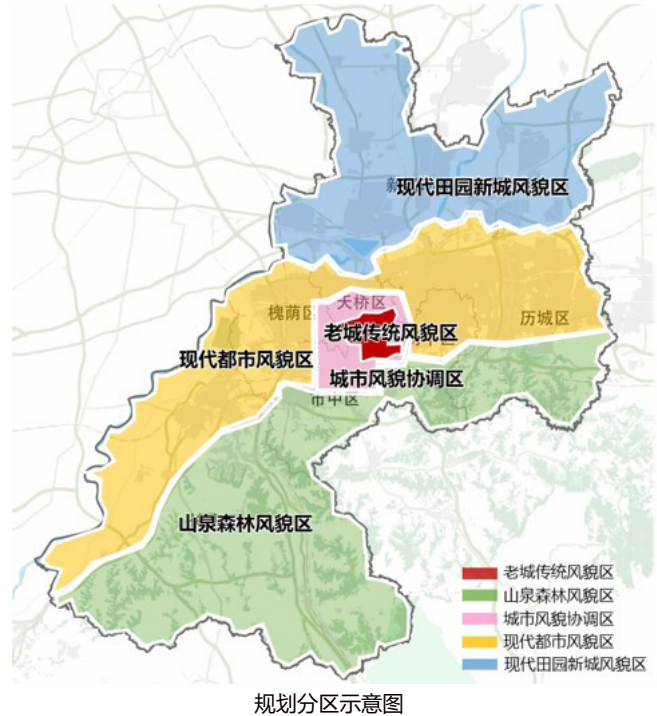 现代田园新城风貌区
天桥区
槐荫区
历城区
老城传统风貌区
现代都市风貌区
城市风貌协调区
市中区
山泉森林风貌区
老城传统风貌区
山泉森林风貌区
城市风貌协调区
现代都市风貌区
现代田园新城风貌区
规划分区示意图